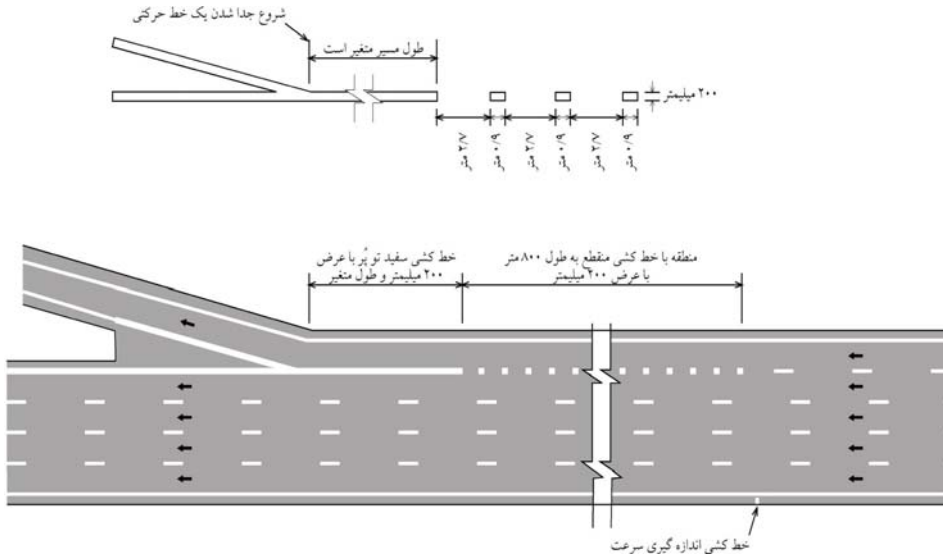 شروع جدا شدن یک خط حرکتی
طول مسیر متغیر است
۲۰۰ میلیمتر
۲/۷ متر
۰/۹ متر
۲/۷ متر
۰/۹ متر
۲/۷ متر
۰/۹ متر
خط کشی سفید تو پُر با عرض
۲۰۰ میلیمتر و طول متغیر
منطقه با خط کشی منقطع به طول ۸۰۰ متر
با عرض ۲۰۰ میلیمتر
خط کشی اندازه گیری سرعت